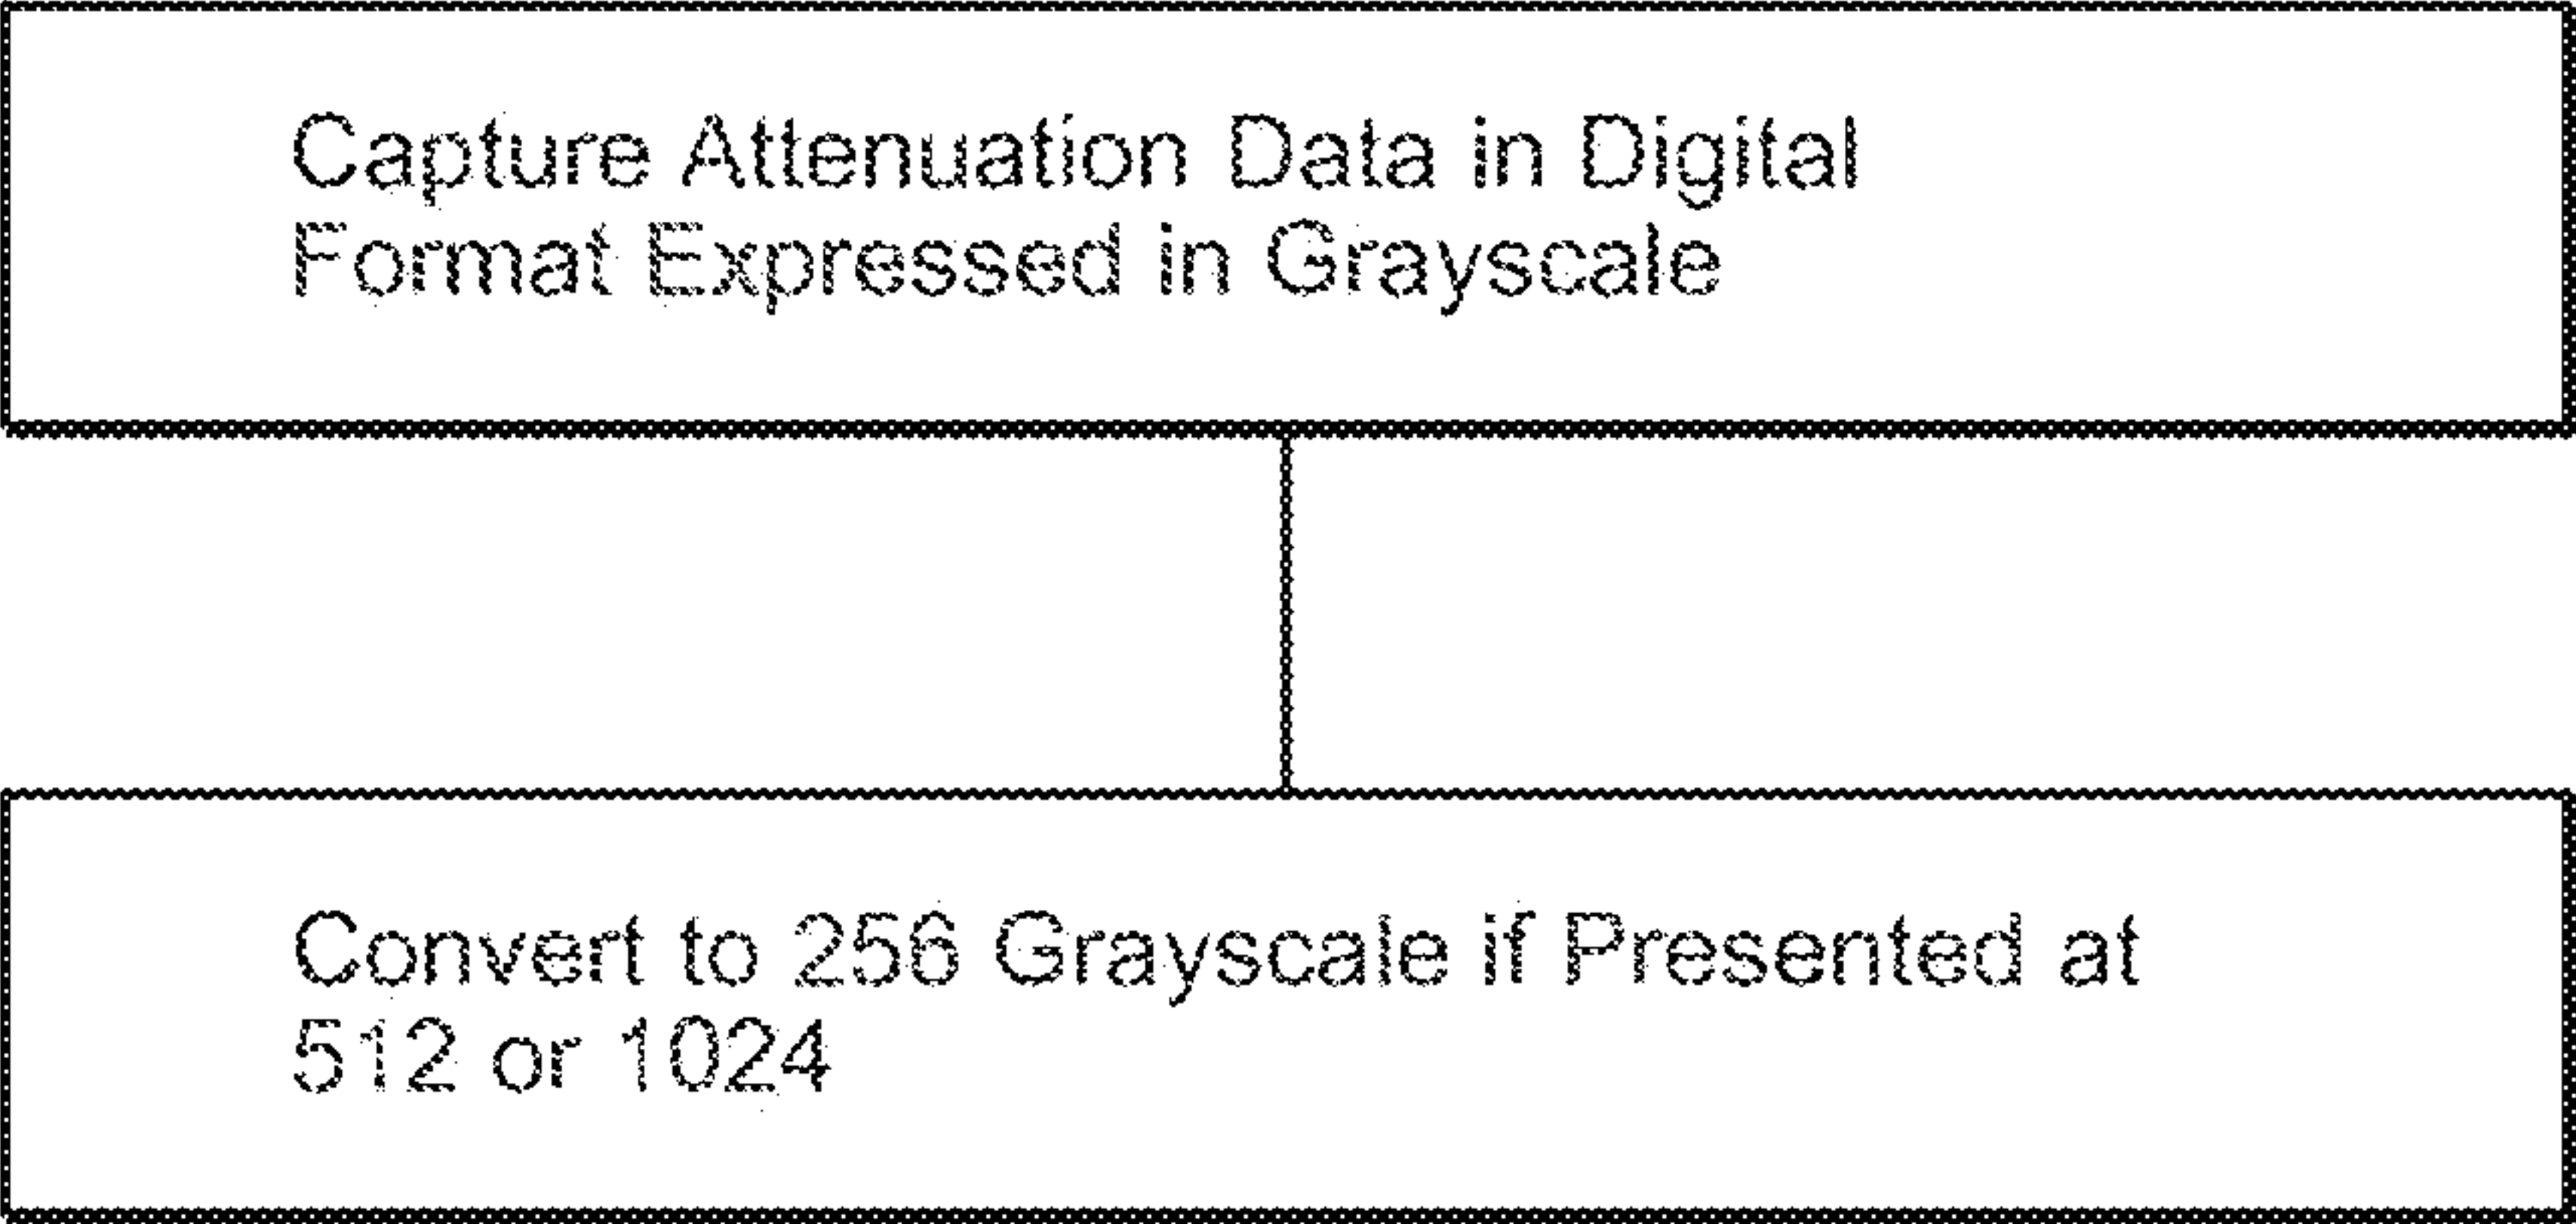 Capture Attenuation Data in Digital
Format Expressed in Grayscale
Convert to 256 Grayscale if Presented at
512 or 1024